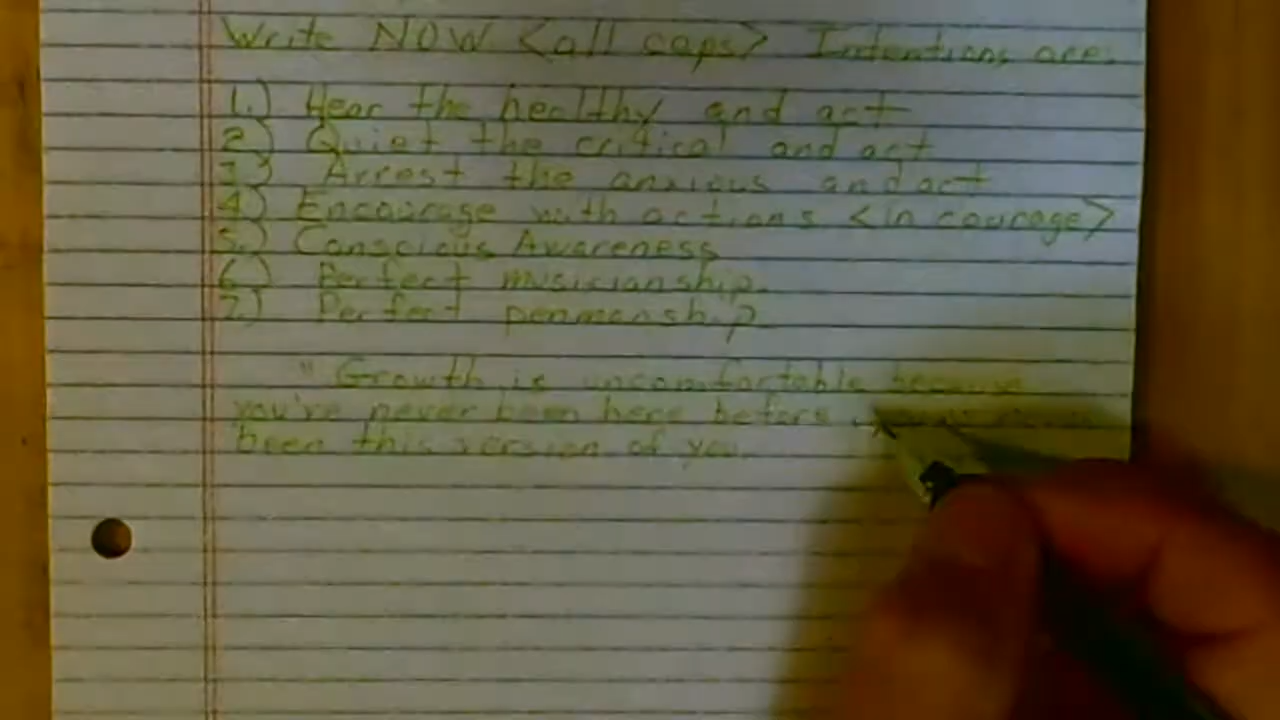 Write NOW <all caps> Intentions are:
1.) Hear the healthy and act
2.) Quiet the critical and act
3.) Arrest the anxious and act
4.) Encourage with actions <in courage>
5.) Conscious Awareness
6.) Perfect musicianship.
7.) Perfect penmanship.
" Growth is uncomfortable because
you're never been here before
been this version of you.